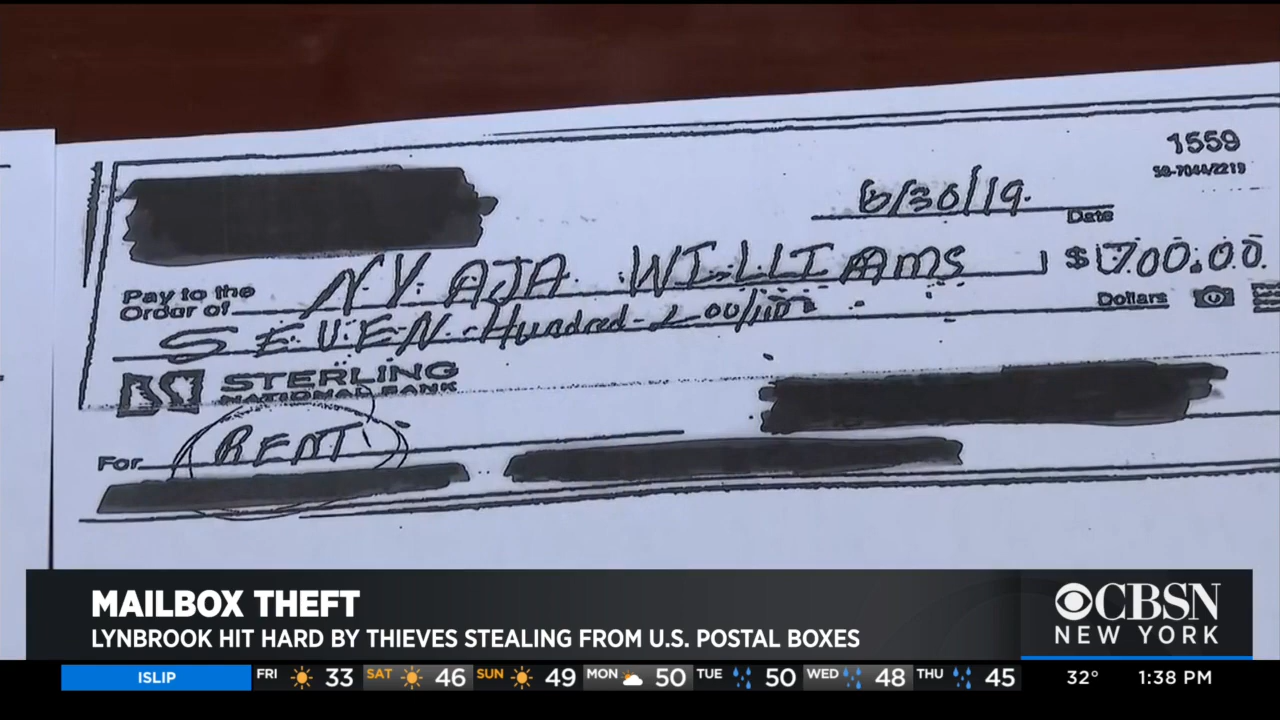 1559
50-7044/2219
6/30/19
Date
Pay to the
Order of
NY AJA WILLIAMS
$700.00
SEVEN Hundred
Dollars
STERLING
NATIONAL BANK
For
RENT
MAILBOX THEFT
LYNBROOK HIT HARD BY THIEVES STEALING FROM U.S. POSTAL BOXES
CBSN
NEW YORK
ISLIP FRI 33 SAT 46 SUN 49 MON 50 TUE 50 WED 48 THU 45 32° 1:38 PM